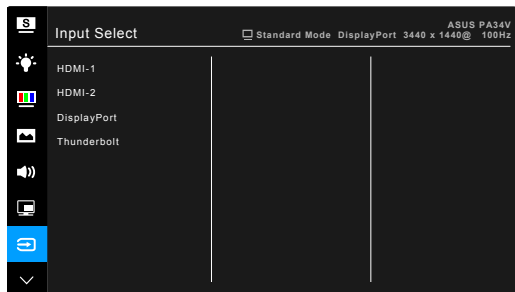 S
ASUS PA34V
Input Select
Standard Mode DisplayPort 3440 x 1440@ 100Hz
HDMI-1
HDMI-2
DisplayPort
Thunderbolt